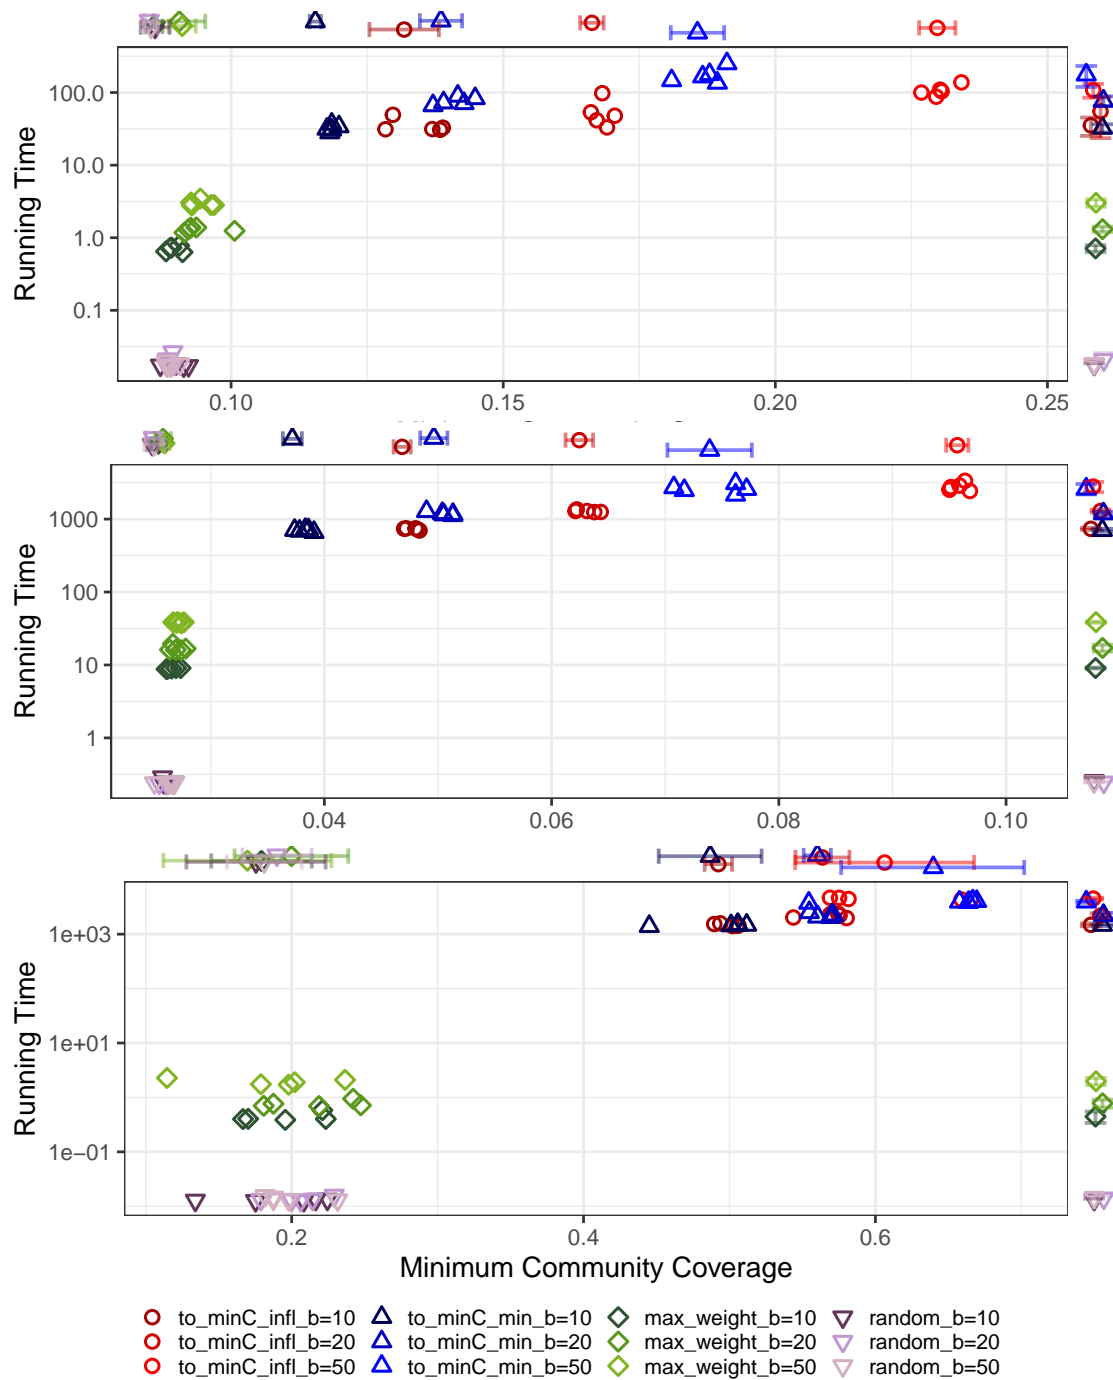 Running Time
100.0
10.0
1.0
0.1
0.10
0.15
0.20
0.25
Running Time
1000
100
10
1
0.04
0.06
0.08
0.10
Running Time
1e+03
1e+01
1e−01
0.2
0.4
0.6
Minimum Community Coverage
to_minC_infl_b=10 to_minC_min_b=10 max_weight_b=10 random_b=10
to_minC_infl_b=20 to_minC_min_b=20 max_weight_b=20 random_b=20
to_minC_infl_b=50 to_minC_min_b=50 max_weight_b=50 random_b=50